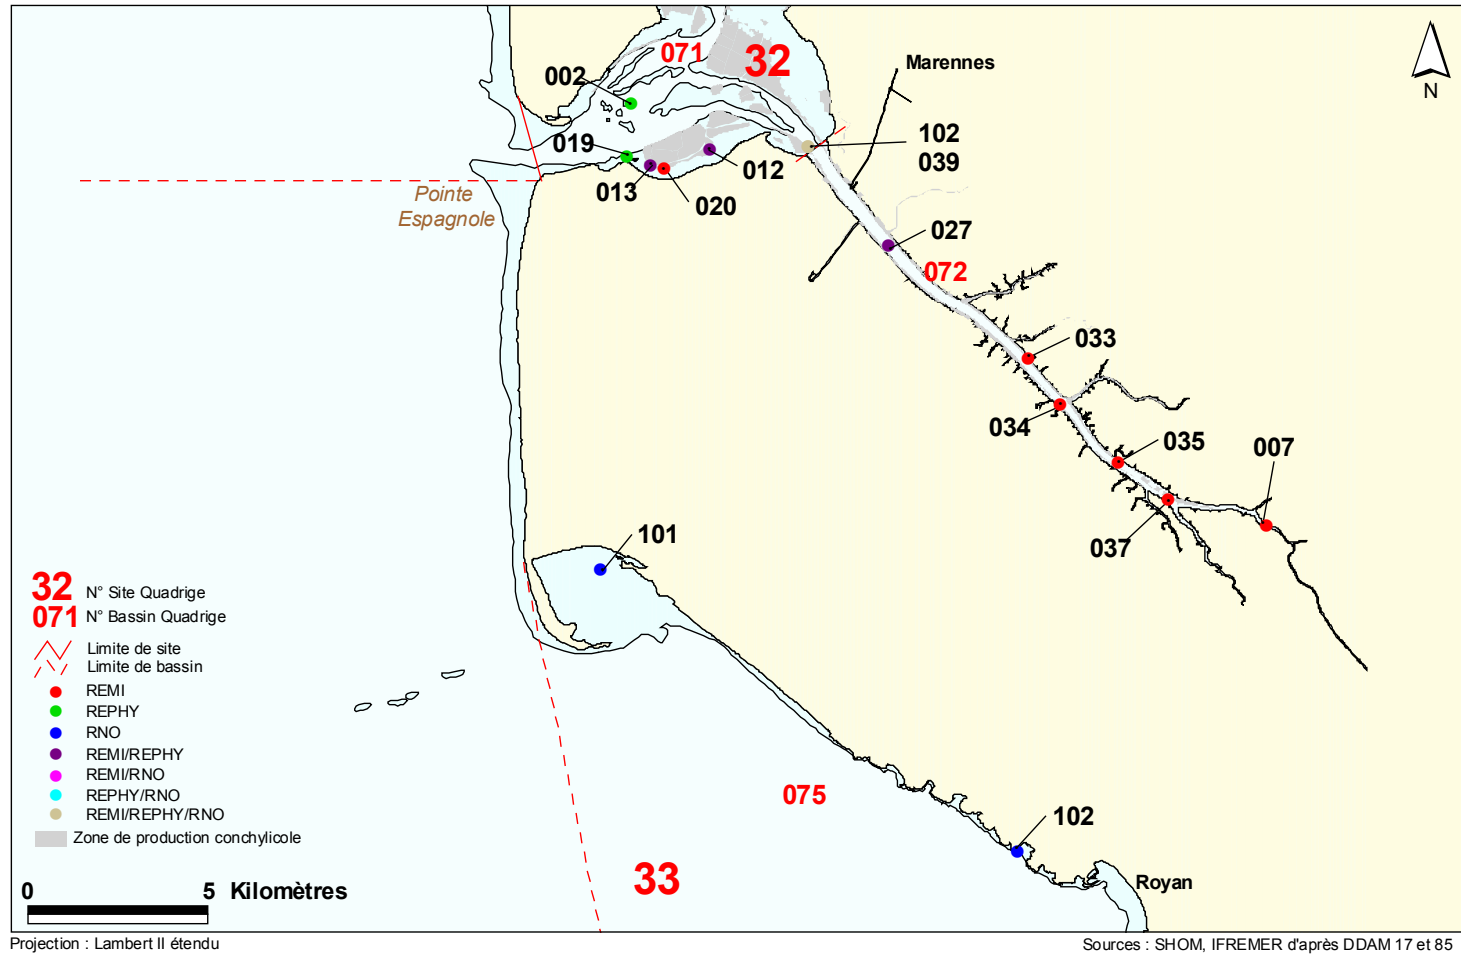 071
32
002
Marennes
N
019
102
039
012
013
020
Pointe
Espagnole
027
072
033
034
035
007
037
101
32 N° Site Quadrige
071 N° Bassin Quadrige
Limite de site
Limite de bassin
REMI
REPHY
RNO
REMI/REPHY
REMI/RNO
REPHY/RNO
REMI/REPHY/RNO
Zone de production conchylicole
075
102
33
Royan
0 5 Kilomètres
Projection : Lambert II étendu
Sources : SHOM, IFREMER d'après DDAM 17 et 85